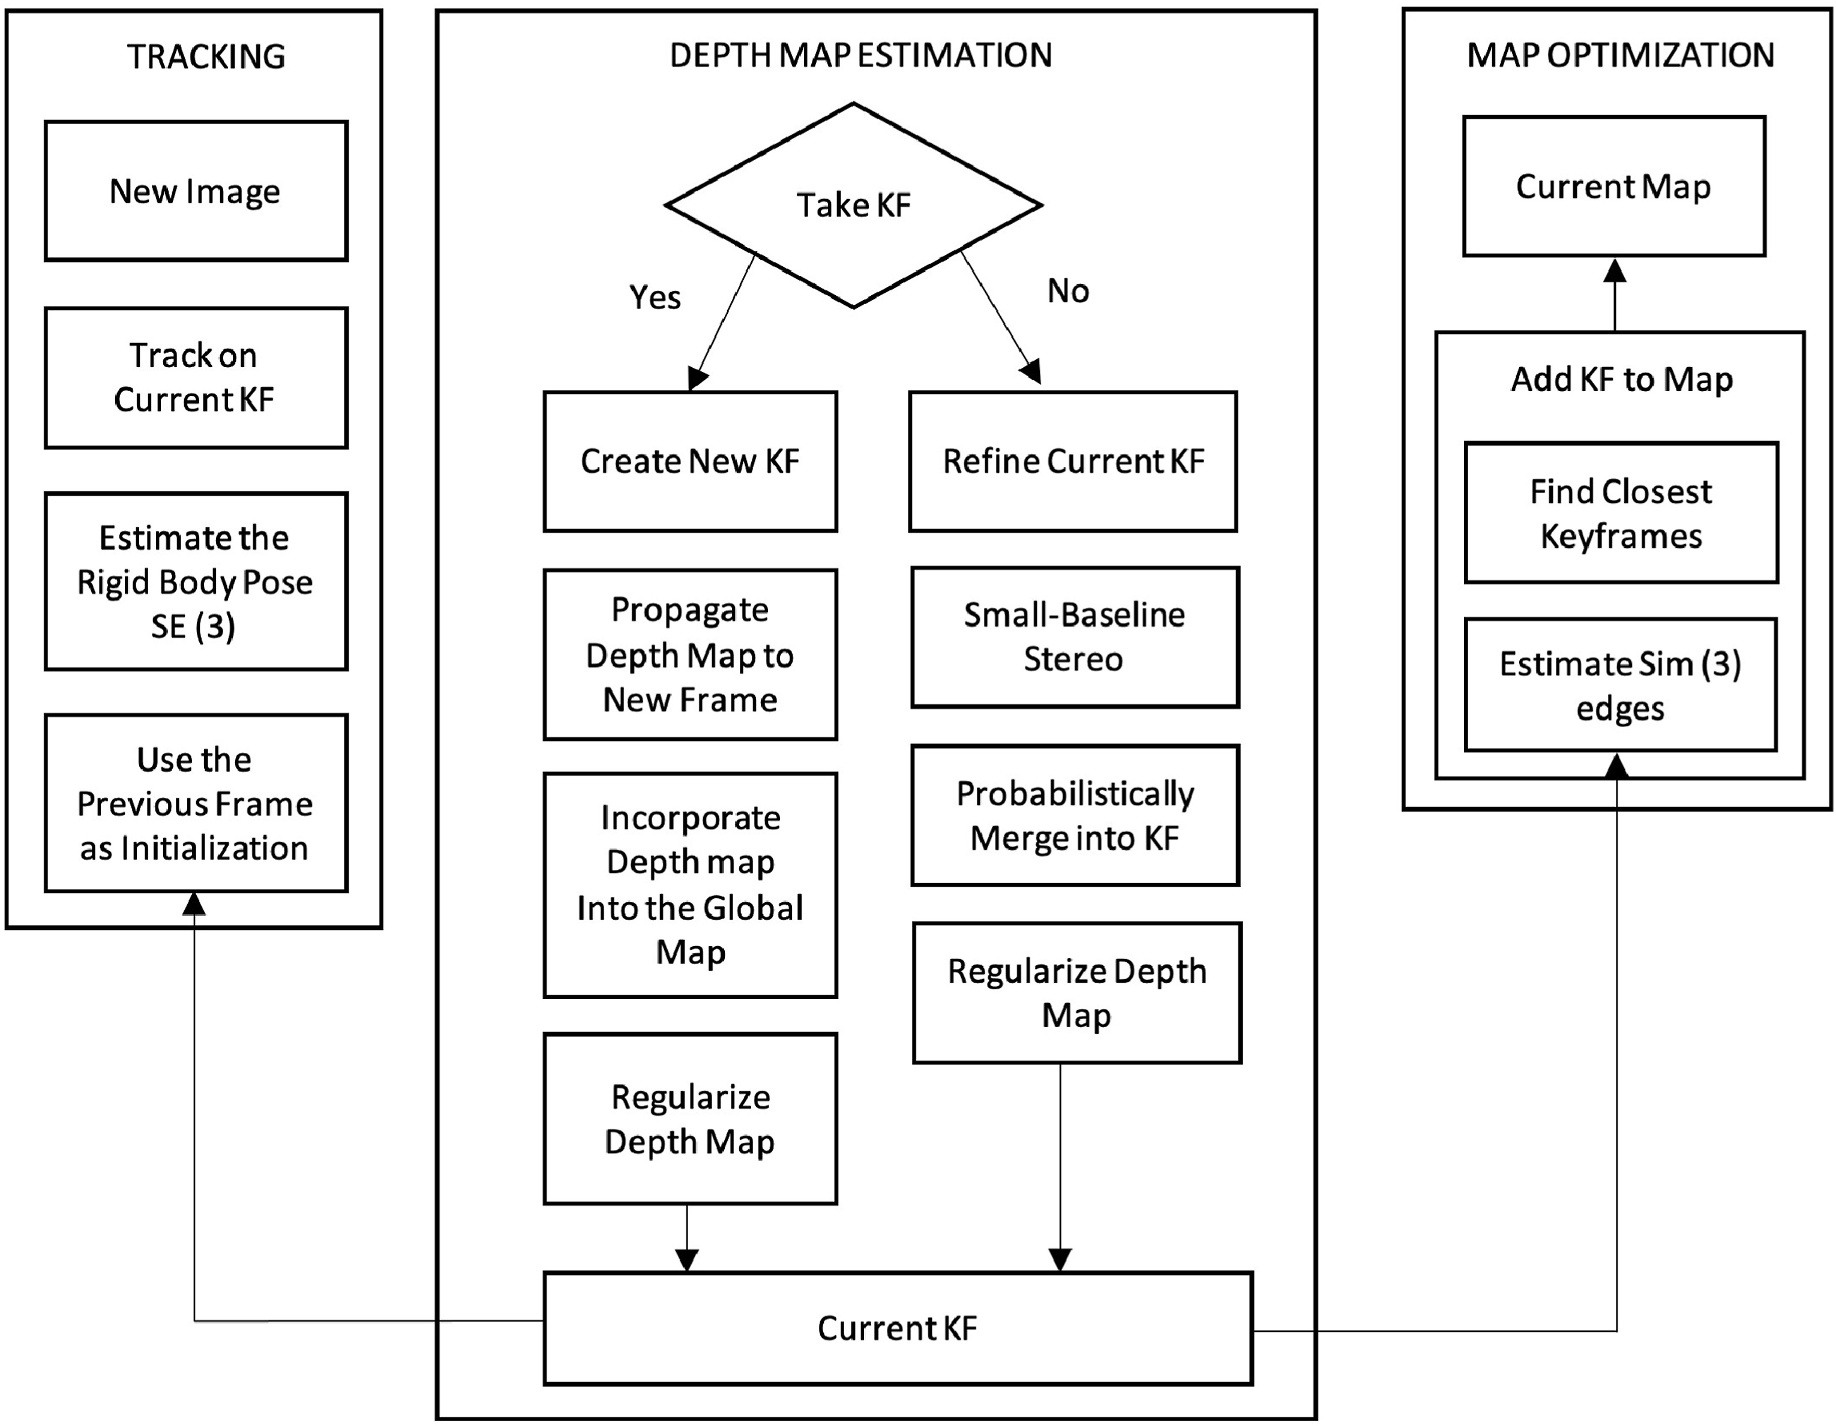 TRACKING
New Image
Track on
Current KF
Estimate the
Rigid Body Pose
SE (3)
Use the
Previous Frame
as Initialization
DEPTH MAP ESTIMATION
Take KF
Yes
No
Create New KF
Propagate
Depth Map to
New Frame
Incorporate
Depth map
Into the Global
Map
Regularize
Depth Map
Refine Current KF
Small-Baseline
Stereo
Probabilistically
Merge into KF
Regularize Depth
Map
Current KF
MAP OPTIMIZATION
Current Map
Add KF to Map
Find Closest
Keyframes
Estimate Sim (3)
edges